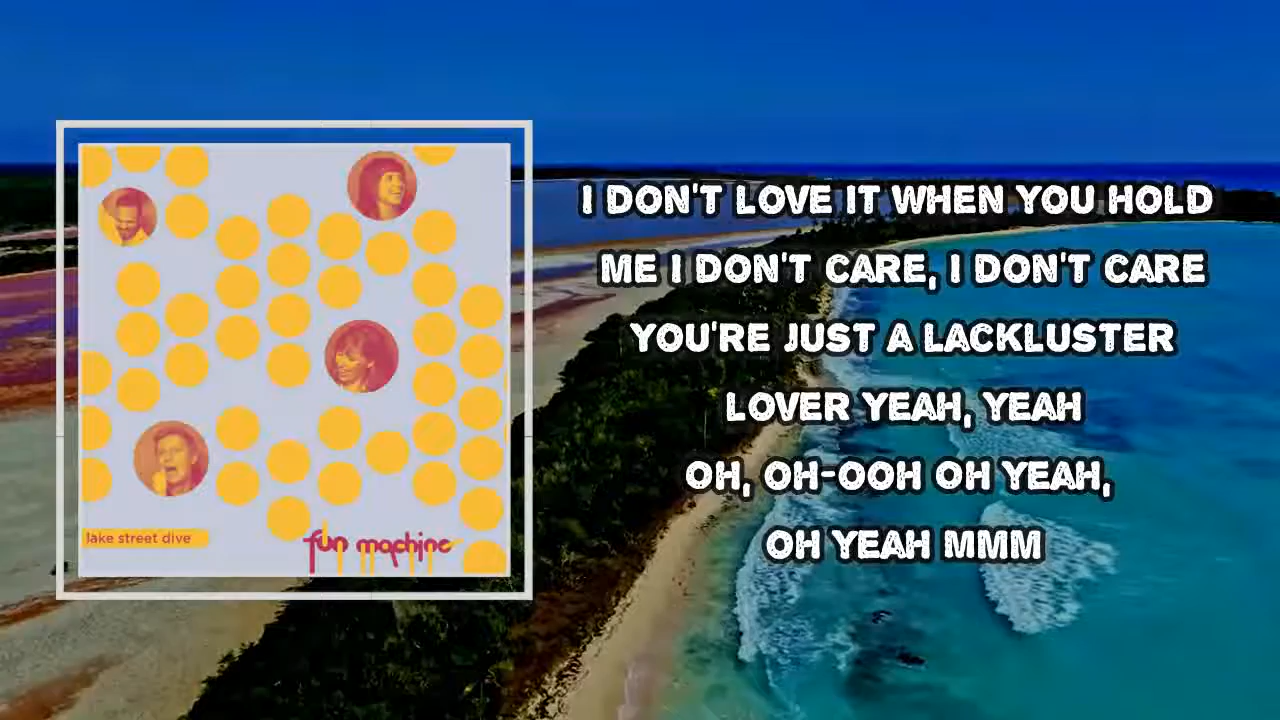 I DON'T LOVE IT WHEN YOU HOLD
ME I DON'T CARE, I DON'T CARE
YOU'RE JUST A LACKLUSTER
LOVER YEAH, YEAH
OH, OH-OOH OH YEAH,
OH YEAH MMM
lake street dive
fun machine